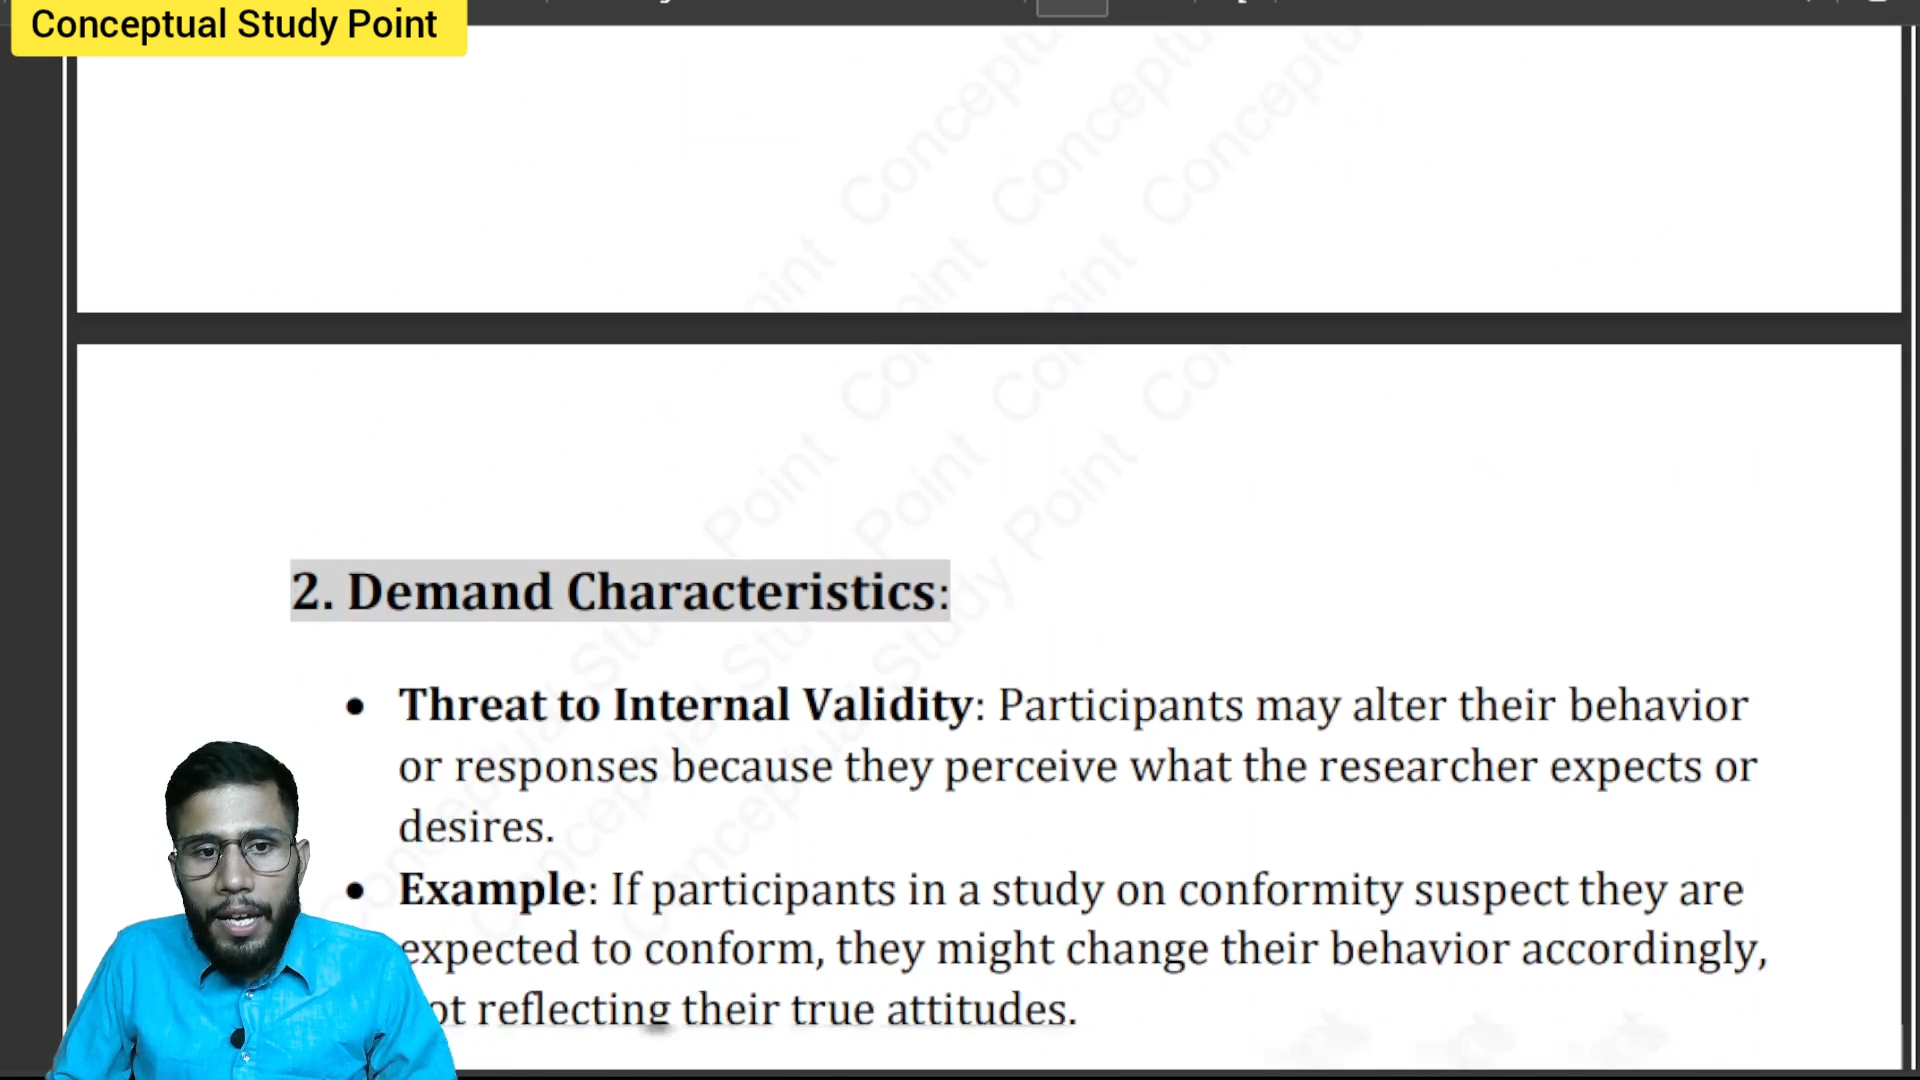 Conceptual Study Point
2. Demand Characteristics:
• Threat to Internal Validity: Participants may alter their behavior
or responses because they perceive what the researcher expects or
desires.
• Example: If participants in a study on conformity suspect they are
expected to conform, they might change their behavior accordingly,
reflecting their true attitudes.